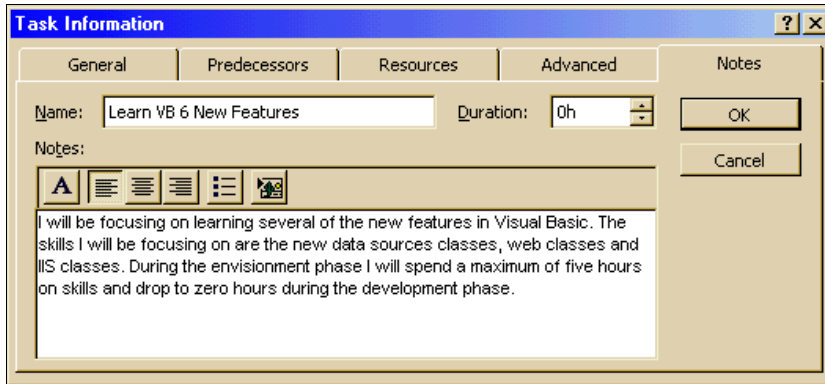 Task Information
General Predecessors Resources Advanced Notes
Name: Learn VB 6 New Features Duration: 0h OK
Notes: Cancel
A
I will be focusing on learning several of the new features in Visual Basic. The
skills I will be focusing on are the new data sources classes, web classes and
IIS classes. During the envisionment phase I will spend a maximum of five hours
on skills and drop to zero hours during the development phase.